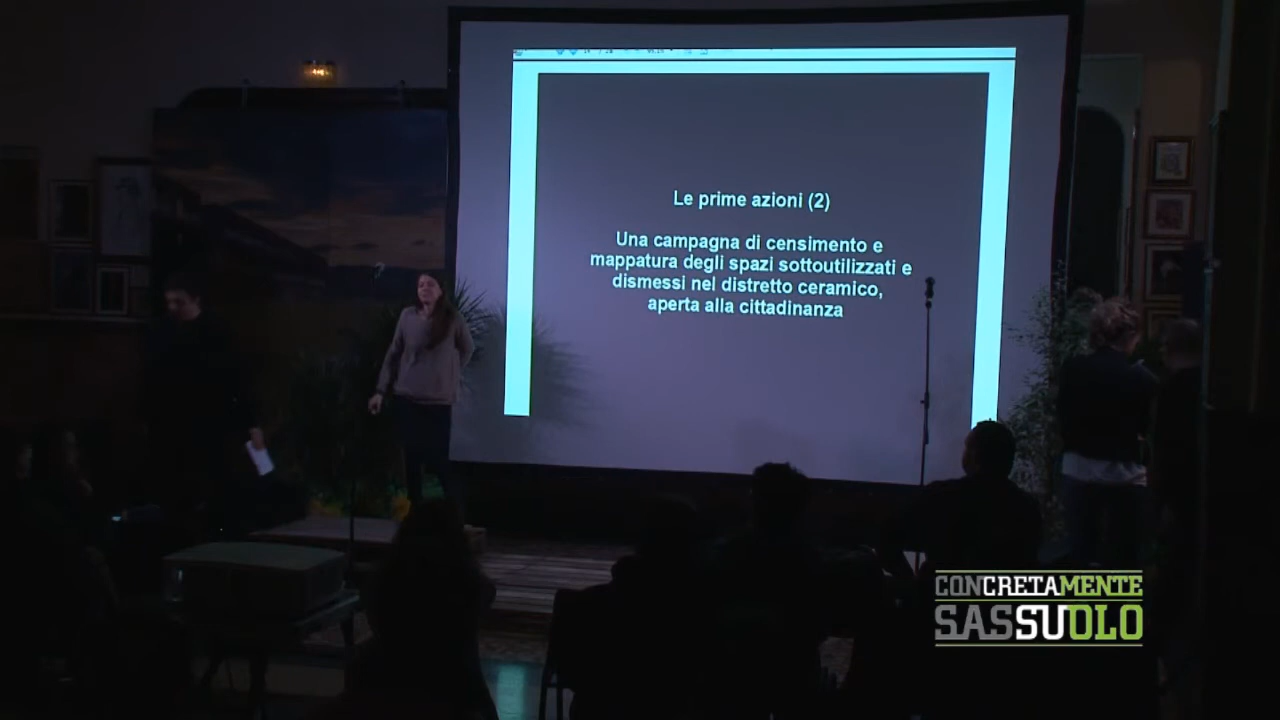 Le prime azioni (2)
Una campagna di censimento e
mappatura degli spazi sottoutilizzati e
dismessi nel distretto ceramico,
aperta alla cittadinanza
CONCRETAMENTE
SASSUOLO